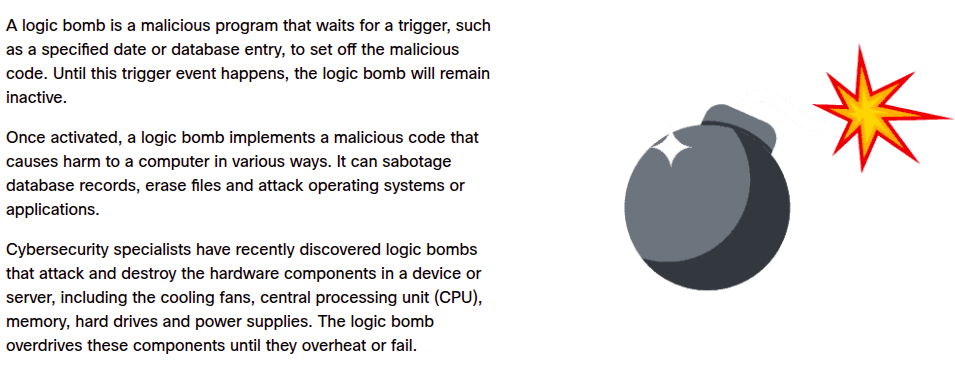 A logic bomb is a malicious program that waits for a trigger, such
as a specified date or database entry, to set off the malicious
code. Until this trigger event happens, the logic bomb will remain
inactive.
Once activated, a logic bomb implements a malicious code that
causes harm to a computer in various ways. It can sabotage
database records, erase files and attack operating systems or
applications.
Cybersecurity specialists have recently discovered logic bombs
that attack and destroy the hardware components in a device or
server, including the cooling fans, central processing unit (CPU),
memory, hard drives and power supplies. The logic bomb
overdrives these components until they overheat or fail.